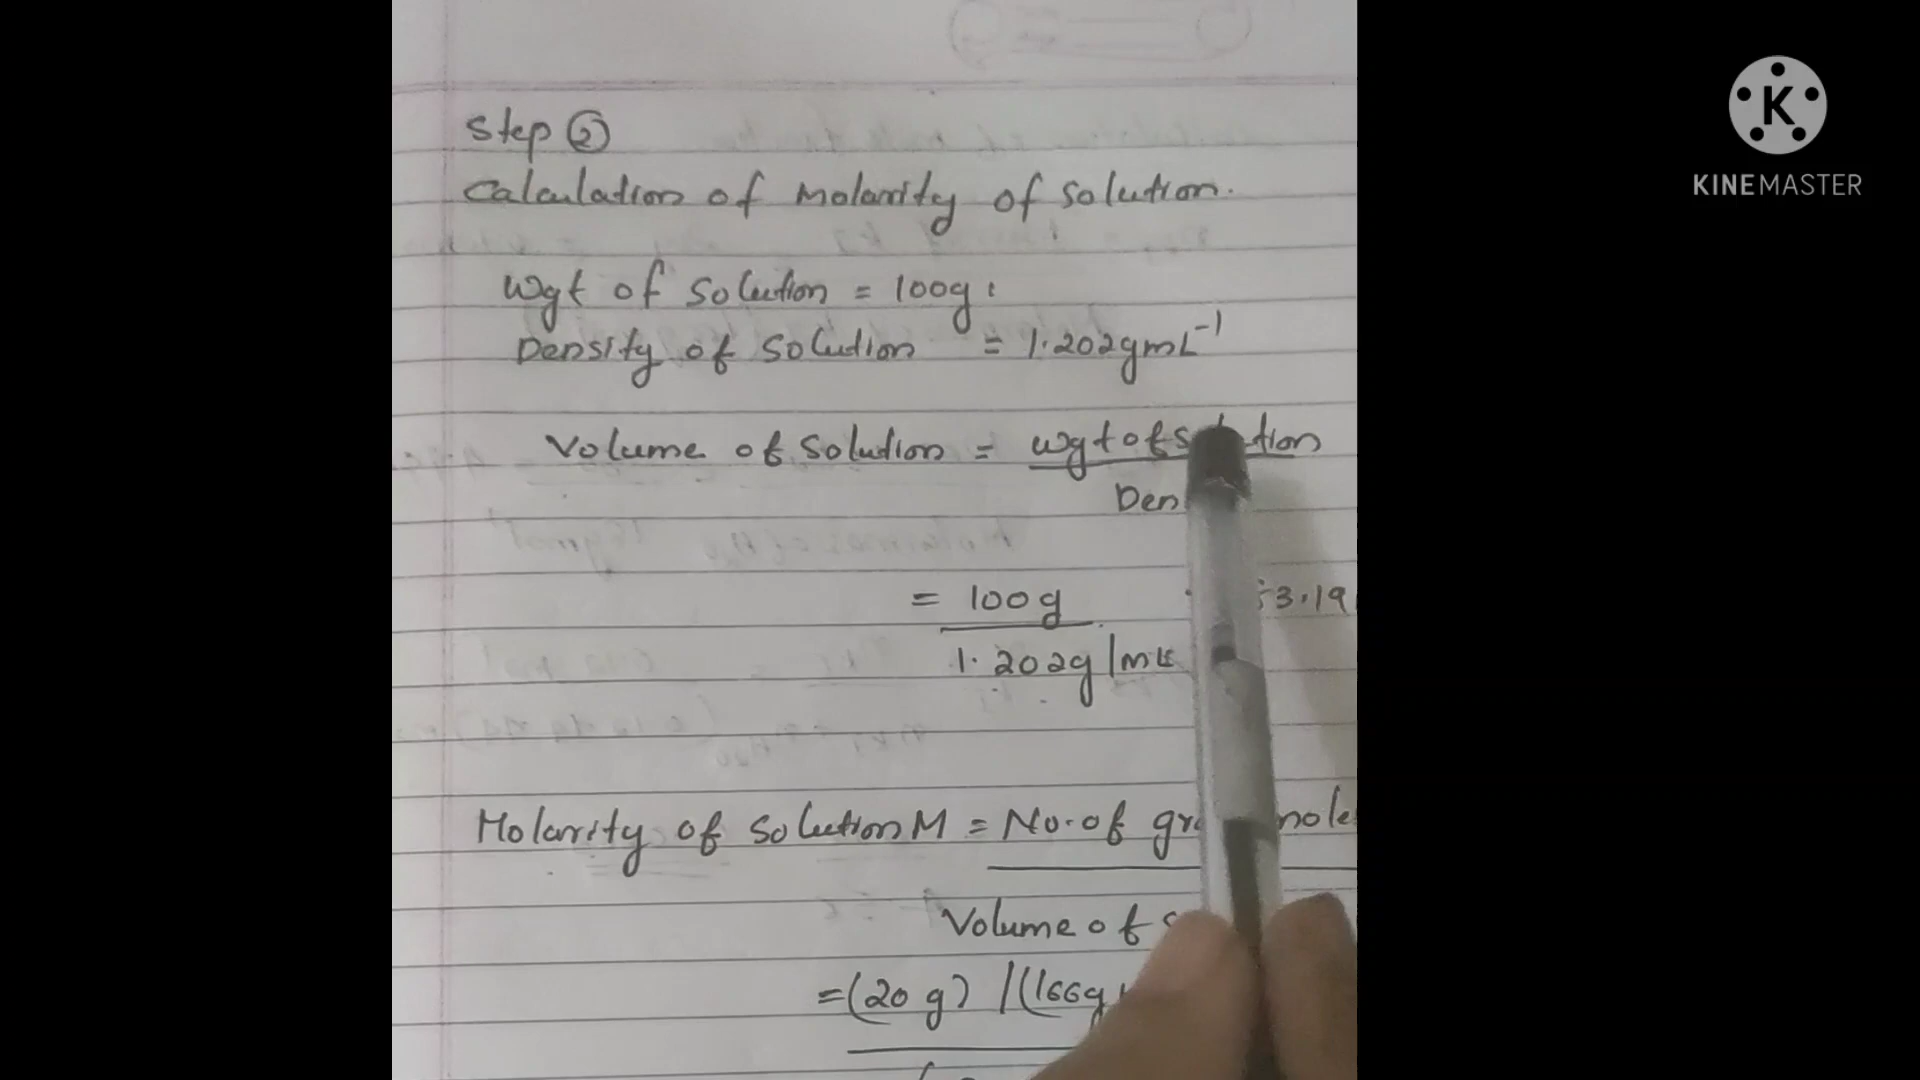 Step ②
Calculation of Molarity of solution.
Wgt of Solution = 100g.
Density of Solution = 1.202gmL⁻¹
Volume of Solution = wgt of
= 100g 3.19
1.202g/mL
Molarity of Solution M = No. of
Volume of
= (20 g) / (166g
K
KINEMASTER